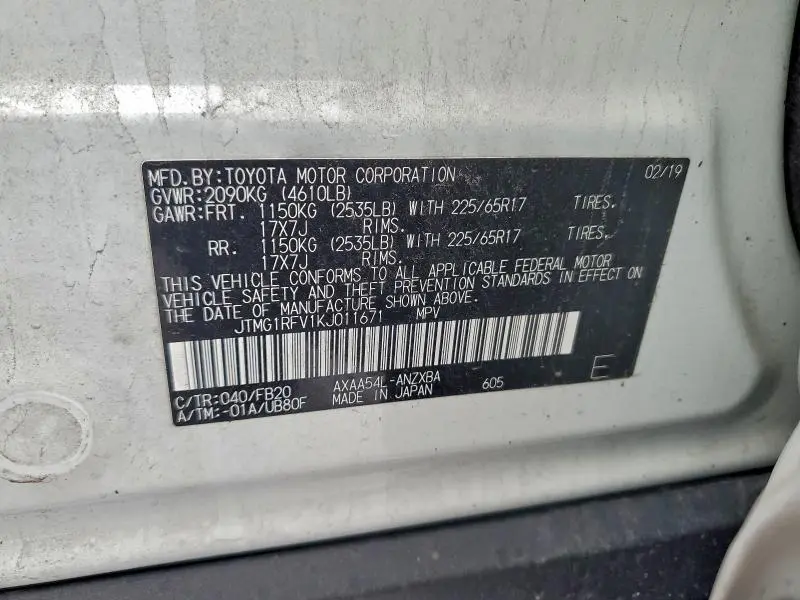 MFD.BY:TOYOTA MOTOR CORPORATION 02/19
GVWR:2090KG (4610LB)
GAWR:FRT. 1150KG (2535LB) WITH 225/65R17 TIRES.
17X7J RIMS.
RR. 1150KG (2535LB) WITH 225/65R17 TIRES.
17X7J RIMS.
THIS VEHICLE CONFORMS TO ALL APPLICABLE FEDERAL MOTOR
VEHICLE SAFETY AND THEFT PREVENTION STANDARDS IN EFFECT ON
THE DATE OF MANUFACTURE SHOWN ABOVE.
JTMG1RFV1KJ011671 MPV
C/TR:040/FB20 AXAA54L-ANZXBA 605 E
A/TM:-01A/UB80F MADE IN JAPAN